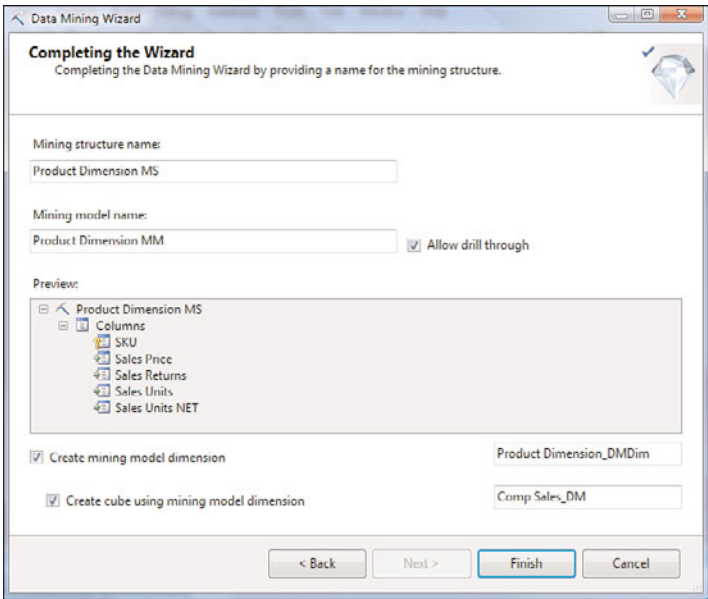 Data Mining Wizard
Completing the Wizard
Completing the Data Mining Wizard by providing a name for the mining structure.
Mining structure name:
Product Dimension MS
Mining model name:
Product Dimension MM
Allow drill through
Preview:
Product Dimension MS
Columns
SKU
Sales Price
Sales Returns
Sales Units
Sales Units NET
Create mining model dimension
Product Dimension_DMDim
Create cube using mining model dimension
Comp Sales_DM
< Back
Next >
Finish
Cancel